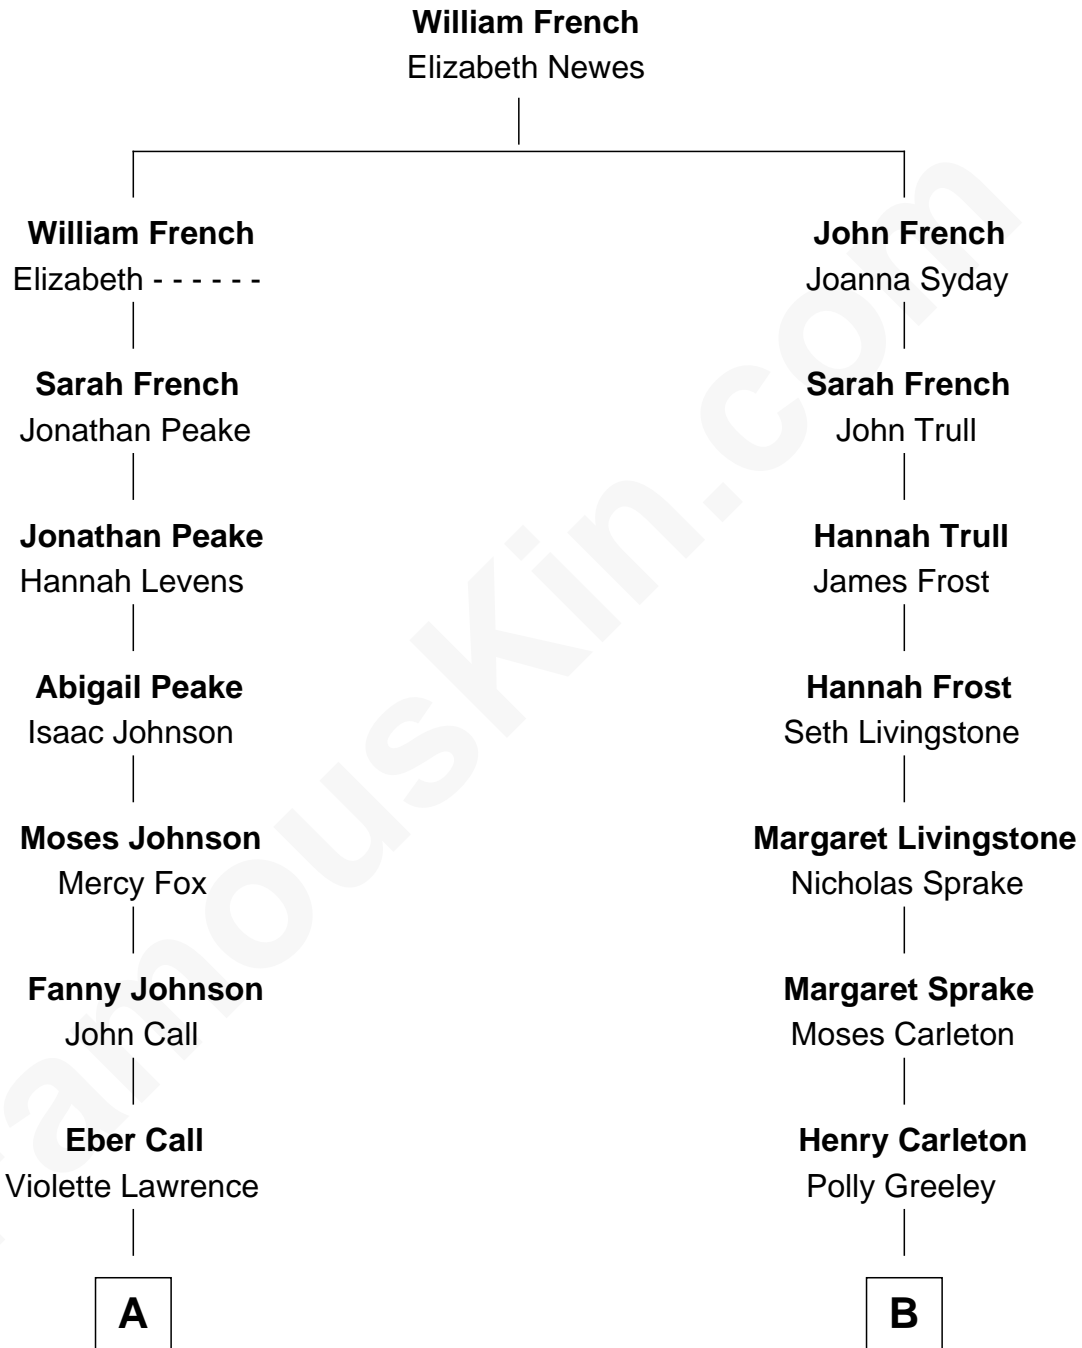 William French
Elizabeth Newes
William French
Elizabeth - - - - - -
John French
Joanna Syday
Sarah French
Jonathan Peake
Sarah French
John Trull
Jonathan Peake
Hannah Levens
Hannah Trull
James Frost
Abigail Peake
Isaac Johnson
Hannah Frost
Seth Livingstone
Moses Johnson
Mercy Fox
Margaret Livingstone
Nicholas Sprake
Fanny Johnson
John Call
Margaret Sprake
Moses Carleton
Eber Call
Violette Lawrence
Henry Carleton
Polly Greeley
A
B
FamousKin.com